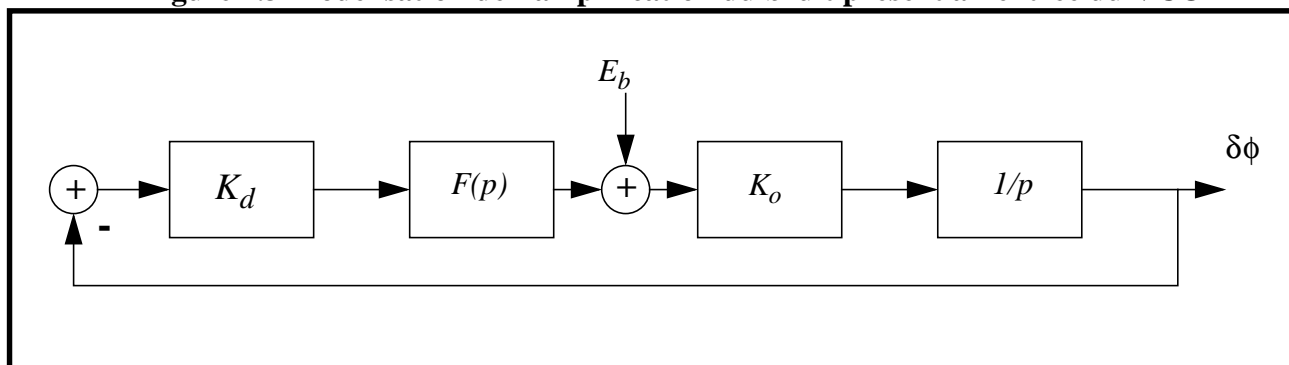 E_b
δϕ
+
K_d
F(p)
+
K_o
1/p
-